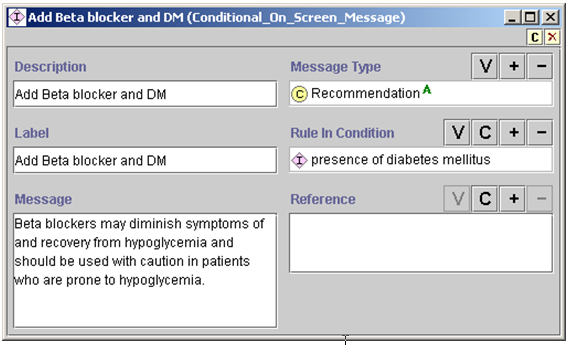 Add Beta blocker and DM (Conditional_On_Screen_Message)
C
Description
Add Beta blocker and DM
Label
Add Beta blocker and DM
Message
Beta blockers may diminish symptoms of
and recovery from hypoglycemia and
should be used with caution in patients
who are prone to hypoglycemia.
Message Type V + −
C Recommendation A
Rule In Condition V C + −
I presence of diabetes mellitus
Reference V C + −